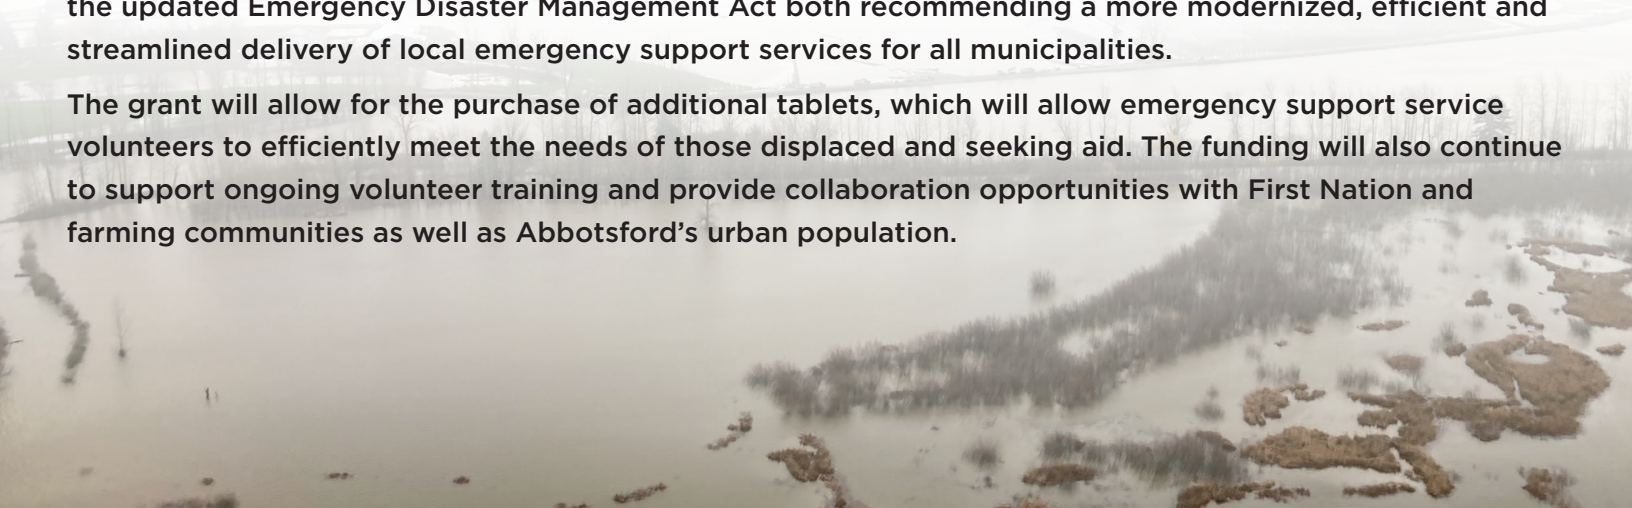 the updated Emergency Disaster Management Act both recommending a more modernized, efficient and
streamlined delivery of local emergency support services for all municipalities.
The grant will allow for the purchase of additional tablets, which will allow emergency support service
volunteers to efficiently meet the needs of those displaced and seeking aid. The funding will also continue
to support ongoing volunteer training and provide collaboration opportunities with First Nation and
farming communities as well as Abbotsford’s urban population.